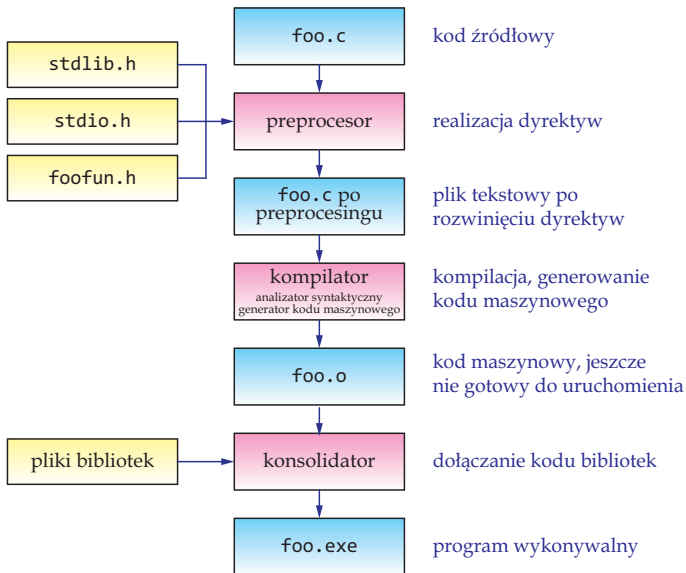 foo.c
kod źródłowy
stdlib.h
stdio.h
preprocesor
realizacja dyrektyw
foofun.h
foo.c po
preprocesingu
plik tekstowy po
rozwinięciu dyrektyw
kompilator
analizator syntaktyczny
generator kodu maszynowego
kompilacja, generowanie
kodu maszynowego
foo.o
kod maszynowy, jeszcze
nie gotowy do uruchomienia
pliki bibliotek
konsolidator
dołączanie kodu bibliotek
foo.exe
program wykonywalny